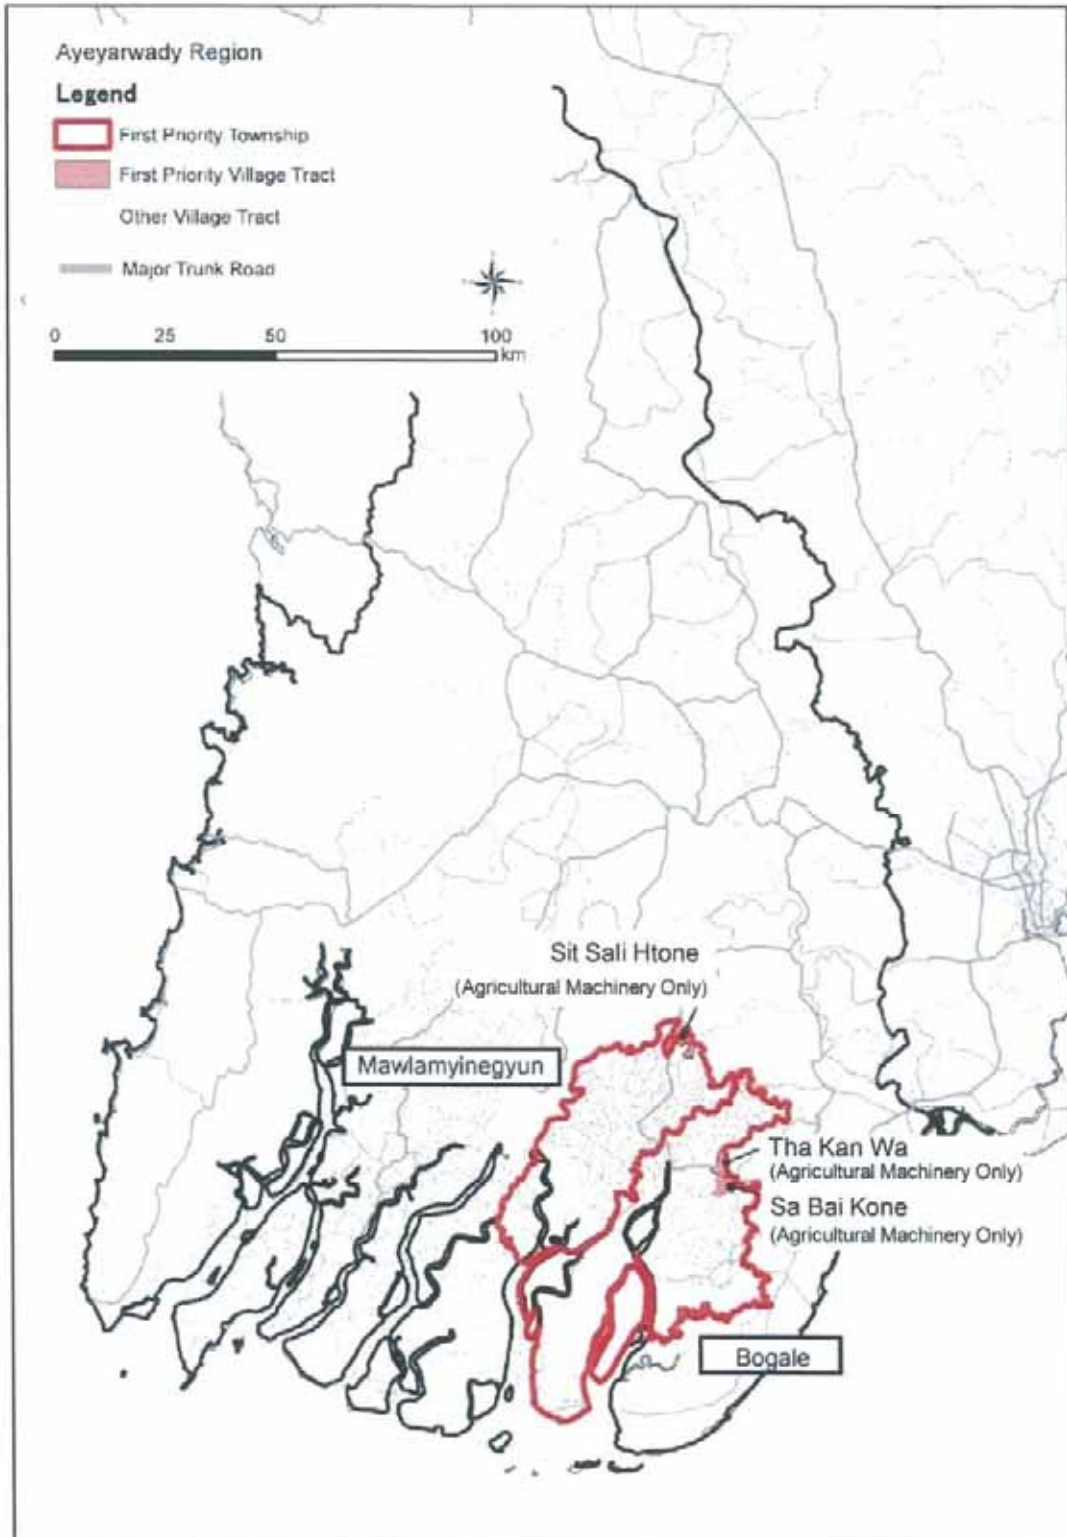 Ayeyarwady Region
Legend
First Priority Township
First Priority Village Tract
Other Village Tract
Major Trunk Road
0 25 50 100
km
Sit Sali Htone
(Agricultural Machinery Only)
Mawlamyinegyun
Tha Kan Wa
(Agricultural Machinery Only)
Sa Bai Kone
(Agricultural Machinery Only)
Bogale